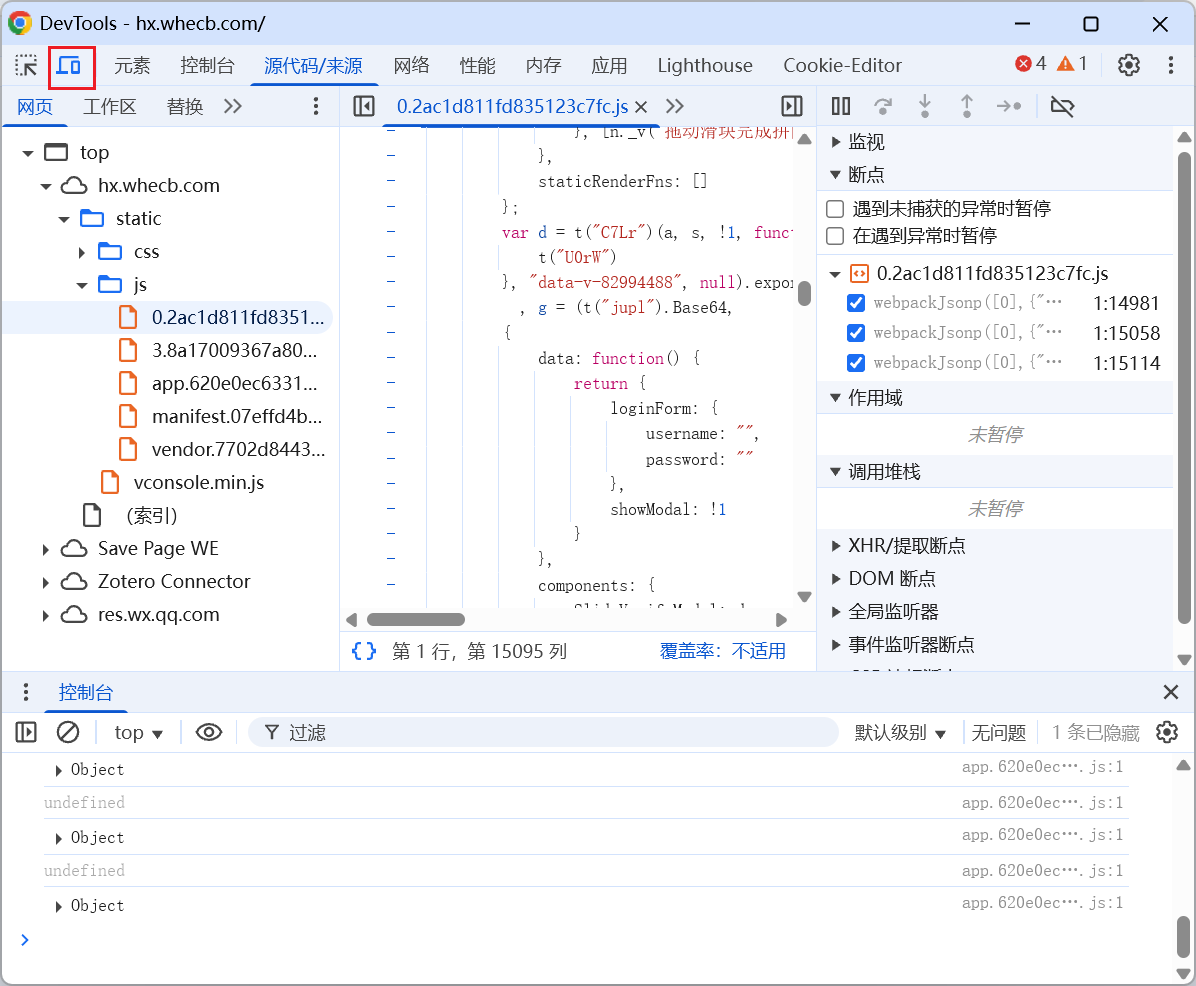 DevTools - hx.whecb.com/
元素 控制台 源代码/来源 网络 性能 内存 应用 Lighthouse Cookie-Editor 4 1
网页 工作区 替换
0.2ac1d811fd835123c7fc.js
top
hx.whecb.com
static
css
js
0.2ac1d811fd8351...
3.8a17009367a80...
app.620e0ec6331...
manifest.07effd4b...
vendor.7702d8443...
vconsole.min.js
(索引)
Save Page WE
Zotero Connector
res.wx.qq.com
}, [n._v("拖动滑块完成拼
},
staticRenderFns: []
};
var d = t("C7Lr")(a, s, !1, func
t("U0rW")
}, "data-v-82994488", null).expor
, g = (t("jupl").Base64,
{
data: function() {
return {
loginForm: {
username: "",
password: ""
},
showModal: !1
}
},
components: {
第 1 行，第 15095 列
覆盖率：不适用
监视
断点
遇到未捕获的异常时暂停
在遇到异常时暂停
0.2ac1d811fd835123c7fc.js
webpackJsonp([0],{"… 1:14981
webpackJsonp([0],{"… 1:15058
webpackJsonp([0],{"… 1:15114
作用域
未暂停
调用堆栈
未暂停
XHR/提取断点
DOM 断点
全局监听器
事件监听器断点
控制台
top 过滤 默认级别 无问题 1 条已隐藏
Object app.620e0ec….js:1
undefined app.620e0ec….js:1
Object app.620e0ec….js:1
undefined app.620e0ec….js:1
Object app.620e0ec….js:1